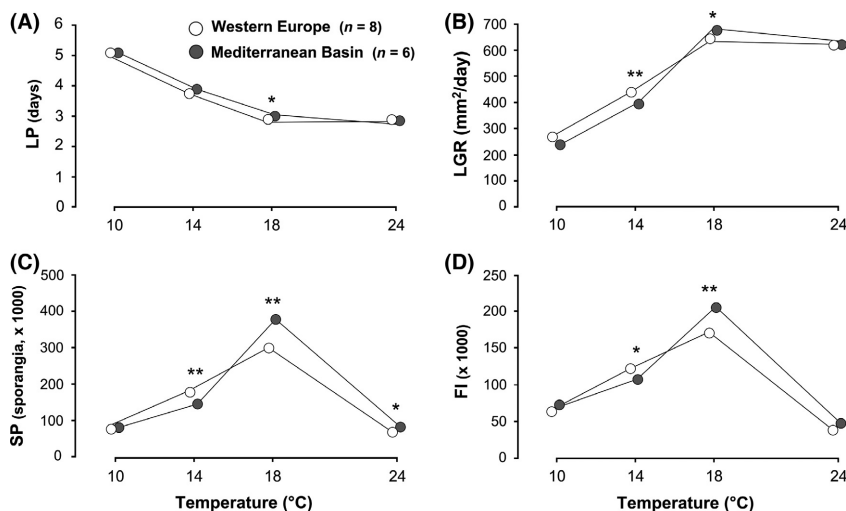 (A)
Western Europe (n = 8)
Mediterranean Basin (n = 6)
6
5
4
3
2
1
0
LP (days)
*
10 14 18 24
(B)
700
600
500
400
300
200
100
0
LGR (mm²/day)
**
*
10 14 18 24
(C)
500
400
300
200
100
0
SP (sporangia, x 1000)
**
**
*
10 14 18 24
Temperature (°C)
(D)
250
200
150
100
50
0
FI (x 1000)
*
**
10 14 18 24
Temperature (°C)